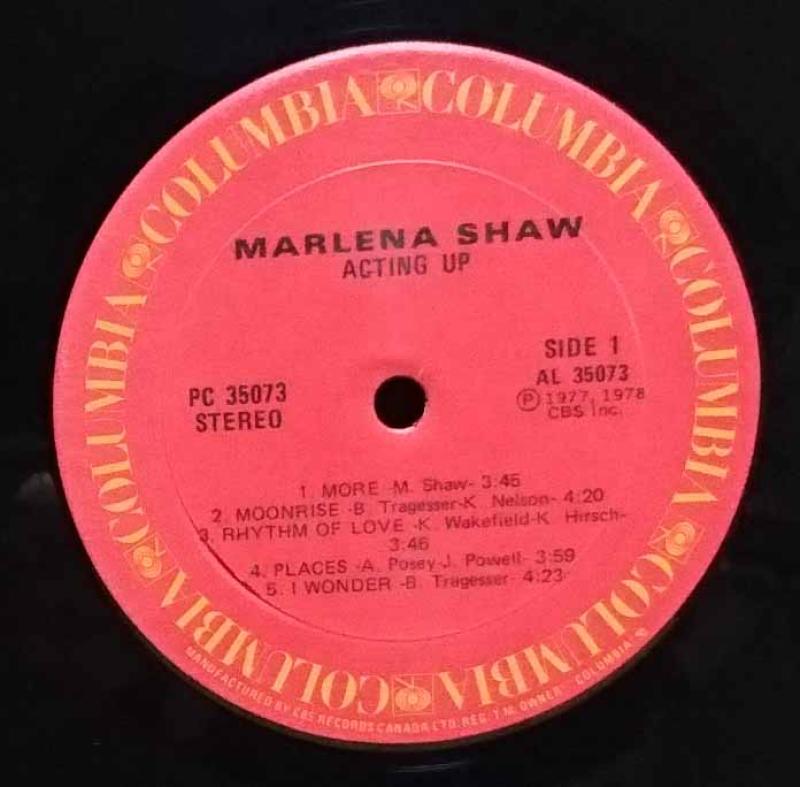 COLUMBIA COLUMBIA COLUMBIA COLUMBIA COLUMBIA COLUMBIA COLUMBIA COLUMBIA
MARLENA SHAW
ACTING UP
PC 35073
STEREO
SIDE 1
AL 35073
Ⓟ 1977, 1978
CBS Inc.
1. MORE -M. Shaw- 3:45
2. MOONRISE -B. Tragesser-K. Nelson- 4:20
3. RHYTHM OF LOVE -K. Wakefield-K. Hirsch-
3:46
4. PLACES -A. Posey-J. Powell- 3:59
5. I WONDER -B. Tragesser- 4:23
MANUFACTURED BY CBS RECORDS CANADA LTD. REG. T.M. OWNER COLUMBIA